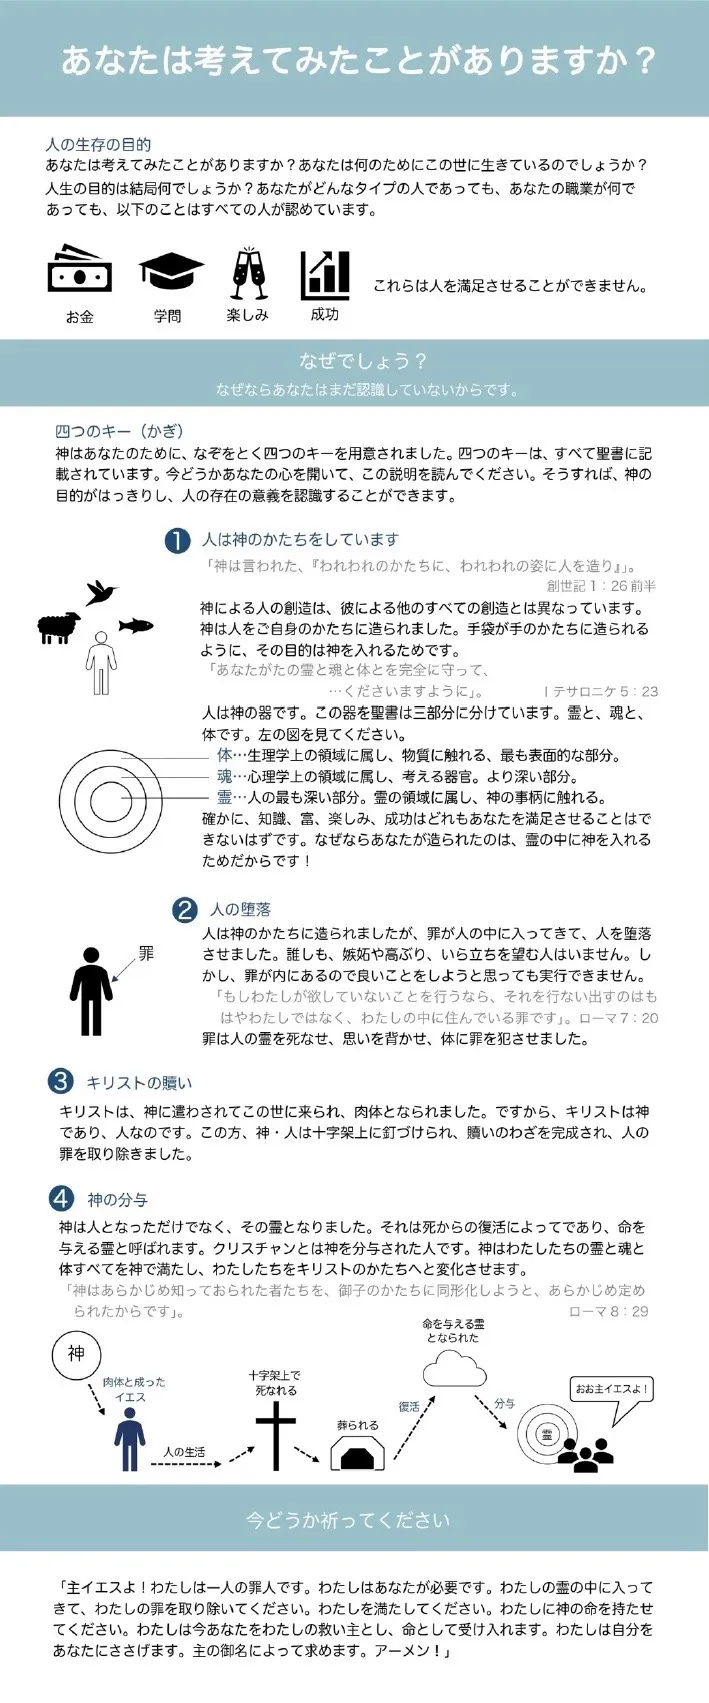 あなたは考えてみたことがありますか？
人の生存の目的
あなたは考えてみたことがありますか？あなたは何のためにこの世に生きているのでしょうか？
人生の目的は結局何でしょうか？あなたがどんなタイプの人であっても、あなたの職業が何で
あっても、以下のことはすべての人が認めています。
お金
学問
楽しみ
成功
これらは人を満足させることができません。
なぜでしょう？
なぜならあなたはまだ認識していないからです。
四つのキー（かぎ）
神はあなたのために、なぞをとく四つのキーを用意されました。四つのキーは、すべて聖書に記
載されています。今どうかあなたの心を開いて、この説明を読んでください。そうすれば、神の
目的がはっきりし、人の存在の意義を認識することができます。
1 人は神のかたちをしています
「神は言われた、『われわれのかたちに、われわれの姿に人を造り』」。
創世記 1：26 前半
神による人の創造は、彼による他のすべての創造とは異なっています。
神は人をご自身のかたちに造られました。手袋が手のかたちに造られる
ように、その目的は神を入れるためです。
「あなたがたの霊と魂と体とを完全に守って、
…くださいますように」。 Ⅰテサロニケ 5：23
人は神の器です。この器を聖書は三部分に分けています。霊と、魂と、
体です。左の図を見てください。
体…生理学上の領域に属し、物質に触れる、最も表面的な部分。
魂…心理学上の領域に属し、考える器官。より深い部分。
霊…人の最も深い部分。霊の領域に属し、神の事柄に触れる。
確かに、知識、富、楽しみ、成功はどれもあなたを満足させることはで
きないはずです。なぜならあなたが造られたのは、霊の中に神を入れる
ためだからです！
2 人の堕落
人は神のかたちに造られましたが、罪が人の中に入ってきて、人を堕落
させました。誰しも、嫉妬や高ぶり、いら立ちを望む人はいません。し
かし、罪が内にあるので良いことをしようと思っても実行できません。
「もしわたしが欲していないことを行うなら、それを行ない出すのはも
はやわたしではなく、わたしの中に住んでいる罪です」。ローマ 7：20
罪は人の霊を死なせ、思いを背かせ、体に罪を犯させました。
罪
3 キリストの贖い
キリストは、神に遣わされてこの世に来られ、肉体となられました。ですから、キリストは神
であり、人なのです。この方、神・人は十字架上に釘づけられ、贖いのわざを完成され、人の
罪を取り除きました。
4 神の分与
神は人となっただけでなく、その霊となりました。それは死からの復活によってであり、命を
与える霊と呼ばれます。クリスチャンとは神を分与された人です。神はわたしたちの霊と魂と
体すべてを神で満たし、わたしたちをキリストのかたちへと変化させます。
「神はあらかじめ知っておられた者たちを、御子のかたちに同形化しようと、あらかじめ定め
られたからです」。 ローマ 8：29
神
肉体と成った
イエス
人の生活
十字架上で
死なれる
葬られる
復活
命を与える霊
となられた
分与
霊
おお主イエスよ！
今どうか祈ってください
「主イエスよ！わたしは一人の罪人です。わたしはあなたが必要です。わたしの霊の中に入って
きて、わたしの罪を取り除いてください。わたしを満たしてください。わたしに神の命を持たせ
てください。わたしは今あなたをわたしの救い主とし、命として受け入れます。わたしは自分を
あなたにささげます。主の御名によって求めます。アーメン！」